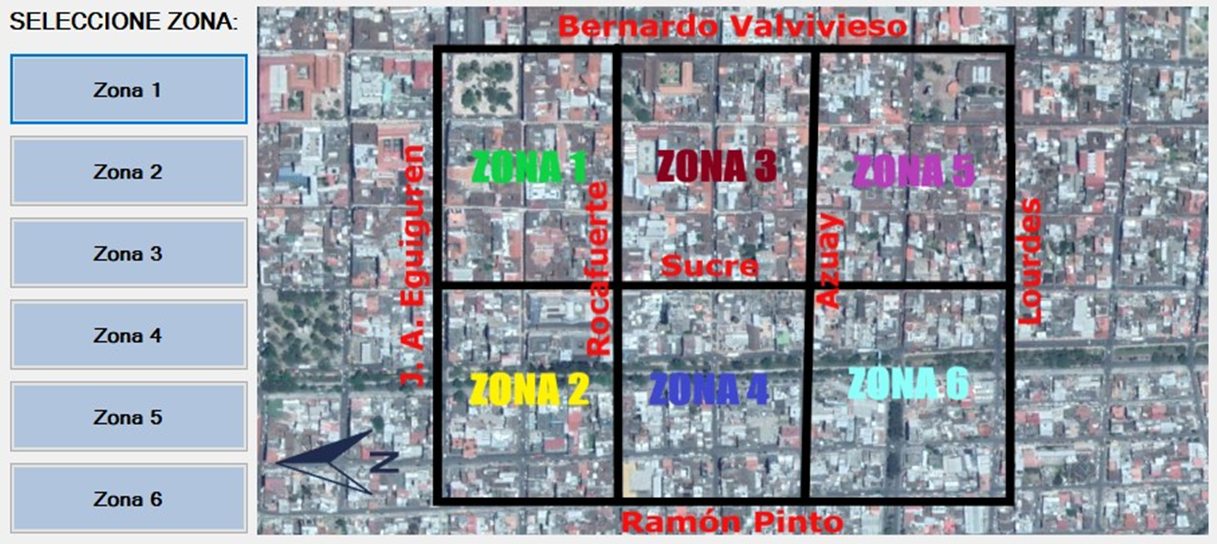 SELECCIONE ZONA:
Zona 1
Zona 2
Zona 3
Zona 4
Zona 5
Zona 6
Bernardo Valvivieso
J. A. Eguiguren
ZONA 1
Rocafuerte
ZONA 3
Sucre
Azuay
ZONA 5
Lourdes
ZONA 2
ZONA 4
ZONA 6
N
Ramón Pinto